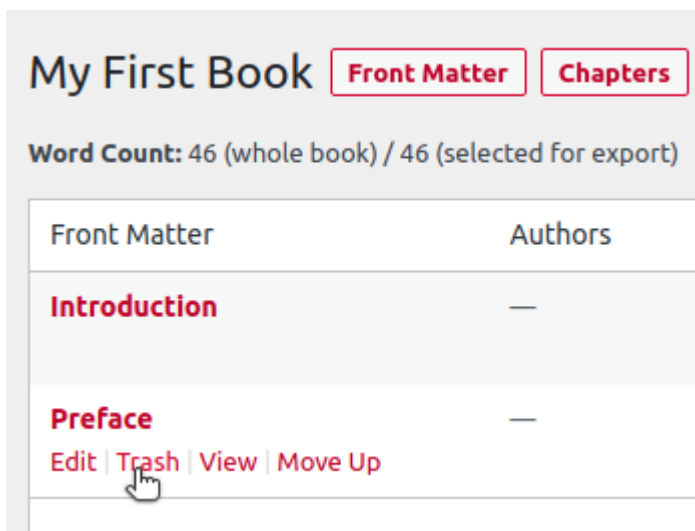 My First Book Front Matter Chapters
Word Count: 46 (whole book) / 46 (selected for export)
Front Matter Authors
Introduction —
Preface —
Edit | Trash | View | Move Up